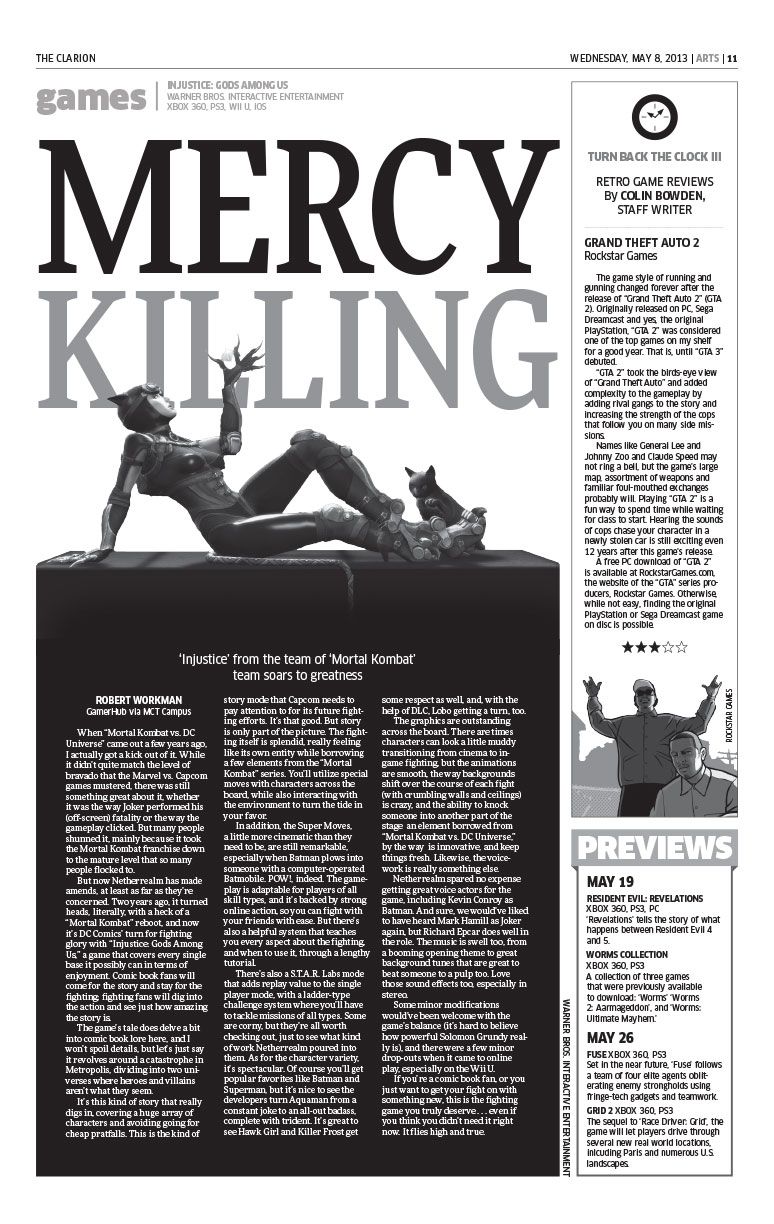 THE CLARION
WEDNESDAY, MAY 8, 2013 | ARTS | 11
games
INJUSTICE: GODS AMONG US
WARNER BROS. INTERACTIVE ENTERTAINMENT
XBOX 360, PS3, WII U, IOS
MERCY
KILLING
'Injustice' from the team of 'Mortal Kombat'
team soars to greatness
ROBERT WORKMAN
GamerHub via MCT Campus
When "Mortal Kombat vs. DC
Universe" came out a few years ago,
I actually got a kick out of it. While
it didn't quite match the level of
bravado that the Marvel vs. Capcom
games mustered, there was still
something great about it, whether
it was the way Joker performed his
(off-screen) fatality or the way the
gameplay clicked. But many people
shunned it, mainly because it took
the Mortal Kombat franchise down
to the mature level that so many
people flocked to.
But now Netherrealm has made
amends, at least as far as they're
concerned. Two years ago, it turned
heads, literally, with a heck of a
"Mortal Kombat" reboot, and now
it's DC Comics' turn for fighting
glory with "Injustice: Gods Among
Us," a game that covers every single
base it possibly can in terms of
enjoyment. Comic book fans will
come for the story and stay for the
fighting; fighting fans will dig into
the action and see just how amazing
the story is.
The game's tale does delve a bit
into comic book lore here, and I
won't spoil details, but let's just say
it revolves around a catastrophe in
Metropolis, dividing into two uni-
verses where heroes and villains
aren't what they seem.
It's this kind of story that really
digs in, covering a huge array of
characters and avoiding going for
cheap pratfalls. This is the kind of
story mode that Capcom needs to
pay attention to for its future fight-
ing efforts. It's that good. But story
is only part of the picture. The fight-
ing itself is splendid, really feeling
like its own entity while borrowing
a few elements from the "Mortal
Kombat" series. You'll utilize special
moves with characters across the
board, while also interacting with
the environment to turn the tide in
your favor.
In addition, the Super Moves,
a little more cinematic than they
need to be, are still remarkable,
especially when Batman plows into
someone with a computer-operated
Batmobile. POW!, indeed. The game-
play is adaptable for players of all
skill types, and it's backed by strong
online action, so you can fight with
your friends with ease. But there's
also a helpful system that teaches
you every aspect about the fighting,
and when to use it, through a lengthy
tutorial.
There's also a S.T.A.R. Labs mode
that adds replay value to the single
player mode, with a ladder-type
challenge system where you'll have
to tackle missions of all types. Some
are corny, but they're all worth
checking out, just to see what kind
of work Netherrealm poured into
them. As for the character variety,
it's spectacular. Of course you'll get
popular favorites like Batman and
Superman, but it's nice to see the
developers turn Aquaman from a
constant joke to an all-out badass,
complete with trident. It's great to
see Hawk Girl and Killer Frost get
some respect as well, and, with the
help of DLC, Lobo getting a turn, too.
The graphics are outstanding
across the board. There are times
characters can look a little muddy
transitioning from cinema to in-
game fighting, but the animations
are smooth, the way backgrounds
shift over the course of each fight
(with crumbling walls and ceilings)
is crazy, and the ability to knock
someone into another part of the
stage an element borrowed from
"Mortal Kombat vs. DC Universe,"
by the way is innovative, and keep
things fresh. Likewise, the voice-
work is really something else.
Netherrealm spared no expense
getting great voice actors for the
game, including Kevin Conroy as
Batman. And sure, we would've liked
to have heard Mark Hamill as Joker
again, but Richard Epcar does well in
the role. The music is well too, from
a booming opening theme to great
background tunes that are great to
beat someone to a pulp too. Love
those sound effects too, especially in
stereo.
Some minor modifications
would've been welcome with the
game's balance (it's hard to believe
how powerful Solomon Grundy real-
ly is), and there were a few minor
drop-outs when it came to online
play, especially on the Wii U.
If you're a comic book fan, or you
just want to get your fight on with
something new, this is the fighting
game you truly deserve . . . even if
you think you didn't need it right
now. It flies high and true.
WARNER BROS. INTERACTIVE ENTERTAINMENT
TURN BACK THE CLOCK III
RETRO GAME REVIEWS
By COLIN BOWDEN,
STAFF WRITER
GRAND THEFT AUTO 2
Rockstar Games
The game style of running and
gunning changed forever after the
release of "Grand Theft Auto 2" (GTA
2). Originally released on PC, Sega
Dreamcast and yes, the original
PlayStation, "GTA 2" was considered
one of the top games on my shelf
for a good year. That is, until "GTA 3"
debuted.
"GTA 2" took the birds-eye view
of "Grand Theft Auto" and added
complexity to the gameplay by
adding rival gangs to the story and
increasing the strength of the cops
that follow you on many side mis-
sions.
Names like General Lee and
Johnny Zoo and Claude Speed may
not ring a bell, but the game's large
map, assortment of weapons and
familiar foul-mouthed exchanges
probably will. Playing "GTA 2" is a
fun way to spend time while waiting
for class to start. Hearing the sounds
of cops chase your character in a
newly stolen car is still exciting even
12 years after this game's release.
A free PC download of "GTA 2"
is available at RockstarGames.com,
the website of the "GTA" series pro-
ducers, Rockstar Games. Otherwise,
while not easy, finding the original
PlayStation or Sega Dreamcast game
on disc is possible.
ROCKSTAR GAMES
PREVIEWS
MAY 19
RESIDENT EVIL: REVELATIONS
XBOX 360, PS3, PC
'Revelations' tells the story of what
happens between Resident Evil 4
and 5.
WORMS COLLECTION
XBOX 360, PS3
A collection of three games
that were previously available
to download: 'Worms' 'Worms
2: Aarmageddon', and 'Worms:
Ultimate Mayhem.'
MAY 26
FUSE XBOX 360, PS3
Set in the near future, 'Fuse' follows
a team of four elite agents oblit-
erating enemy strongholds using
fringe-tech gadgets and teamwork.
GRID 2 XBOX 360, PS3
The sequel to 'Race Driver: Grid', the
game will let players drive through
several new real world locations,
inlcuding Paris and numerous U.S.
landscapes.